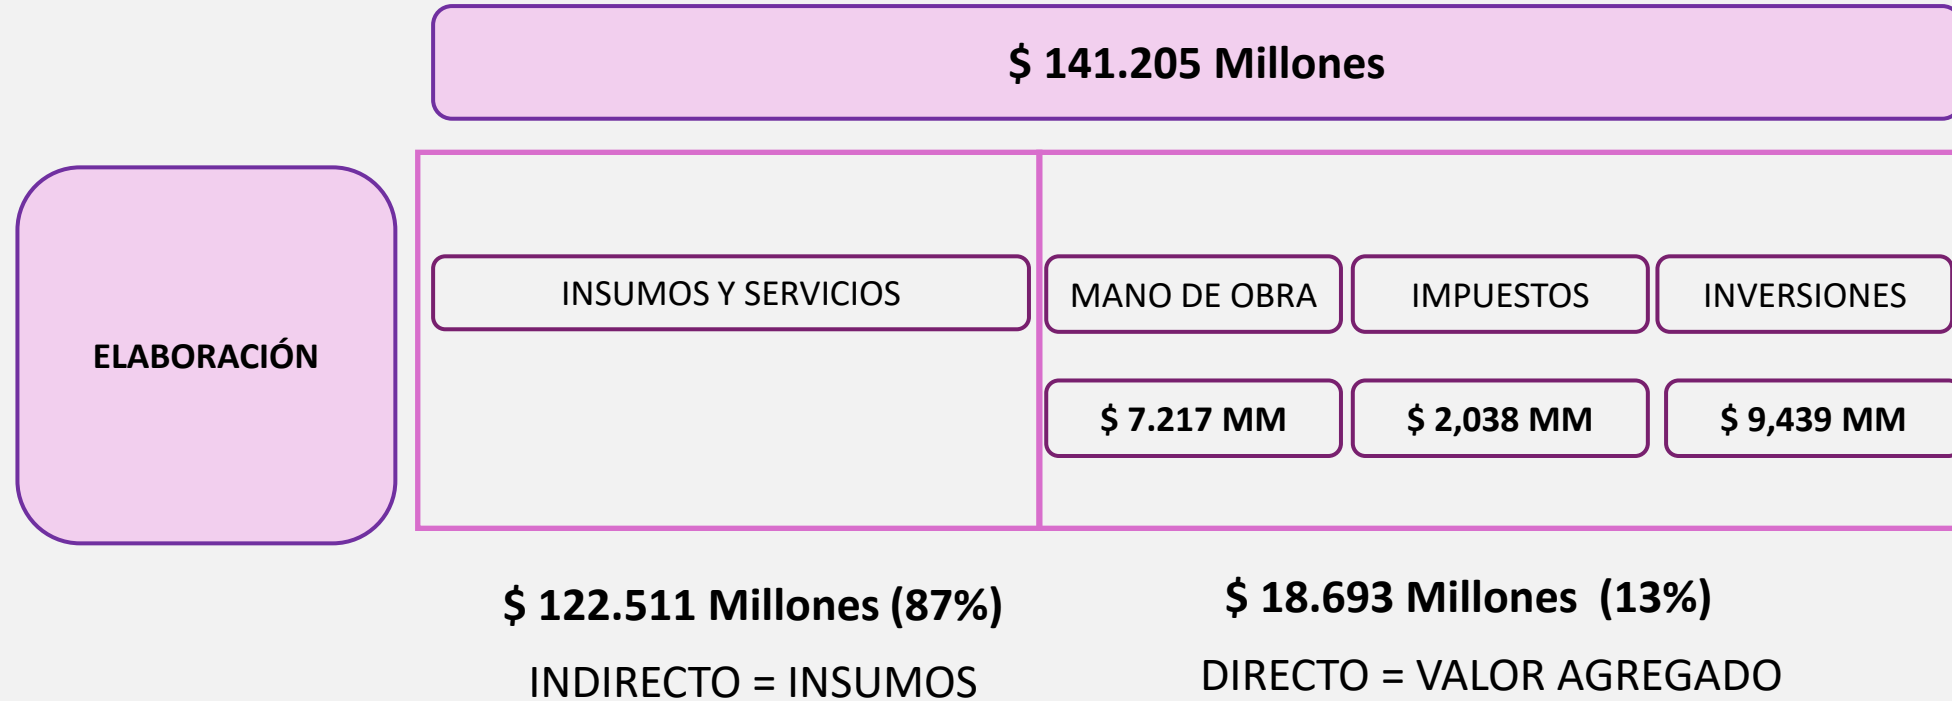 $ 141.205 Millones
ELABORACIÓN
INSUMOS Y SERVICIOS
MANO DE OBRA
IMPUESTOS
INVERSIONES
$ 7.217 MM
$ 2,038 MM
$ 9,439 MM
$ 122.511 Millones (87%)
INDIRECTO = INSUMOS
$ 18.693 Millones (13%)
DIRECTO = VALOR AGREGADO